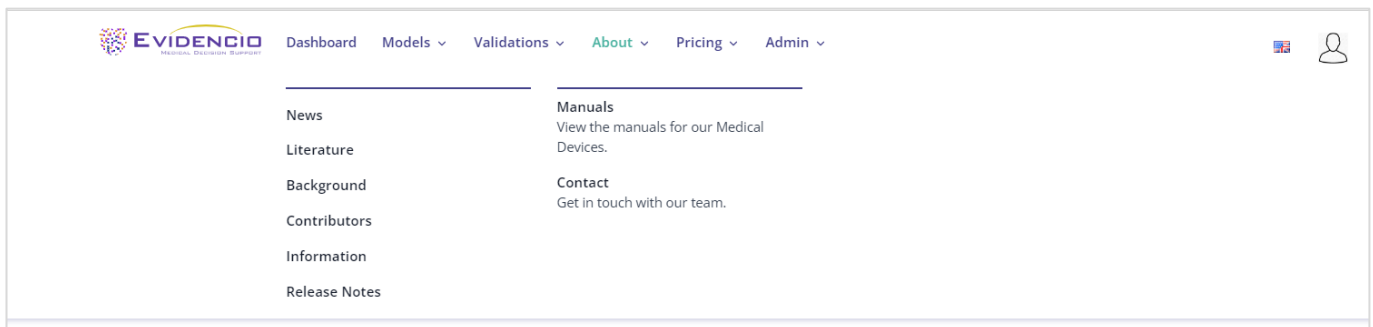 EVIDENCIO
MEDICAL DECISION SUPPORT
Dashboard Models Validations About Pricing Admin
News
Literature
Background
Contributors
Information
Release Notes
Manuals
View the manuals for our Medical
Devices.
Contact
Get in touch with our team.